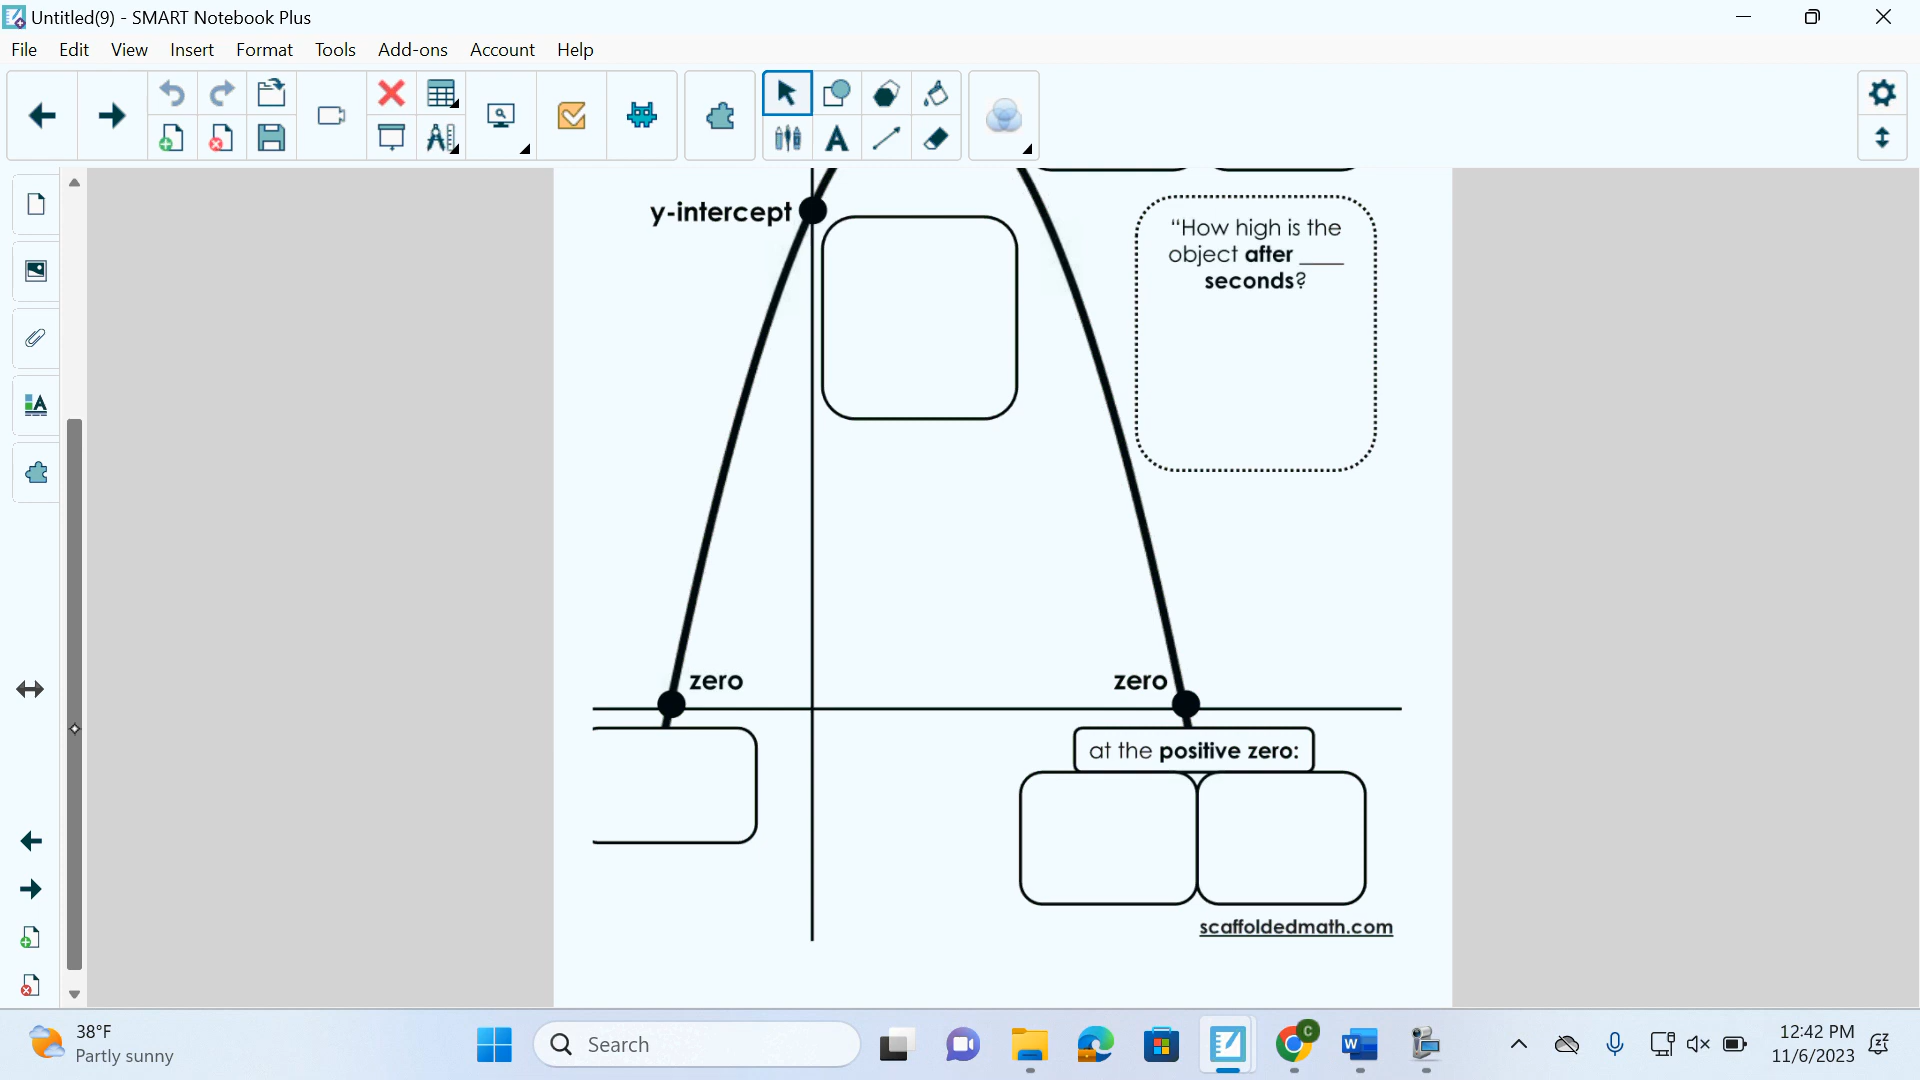 Untitled(9) - SMART Notebook Plus
File Edit View Insert Format Tools Add-ons Account Help
y-intercept
“How high is the
object after ____
seconds?
zero
zero
at the positive zero:
scaffoldedmath.com
38°F
Partly sunny
Search
C
W
12:42 PM
11/6/2023